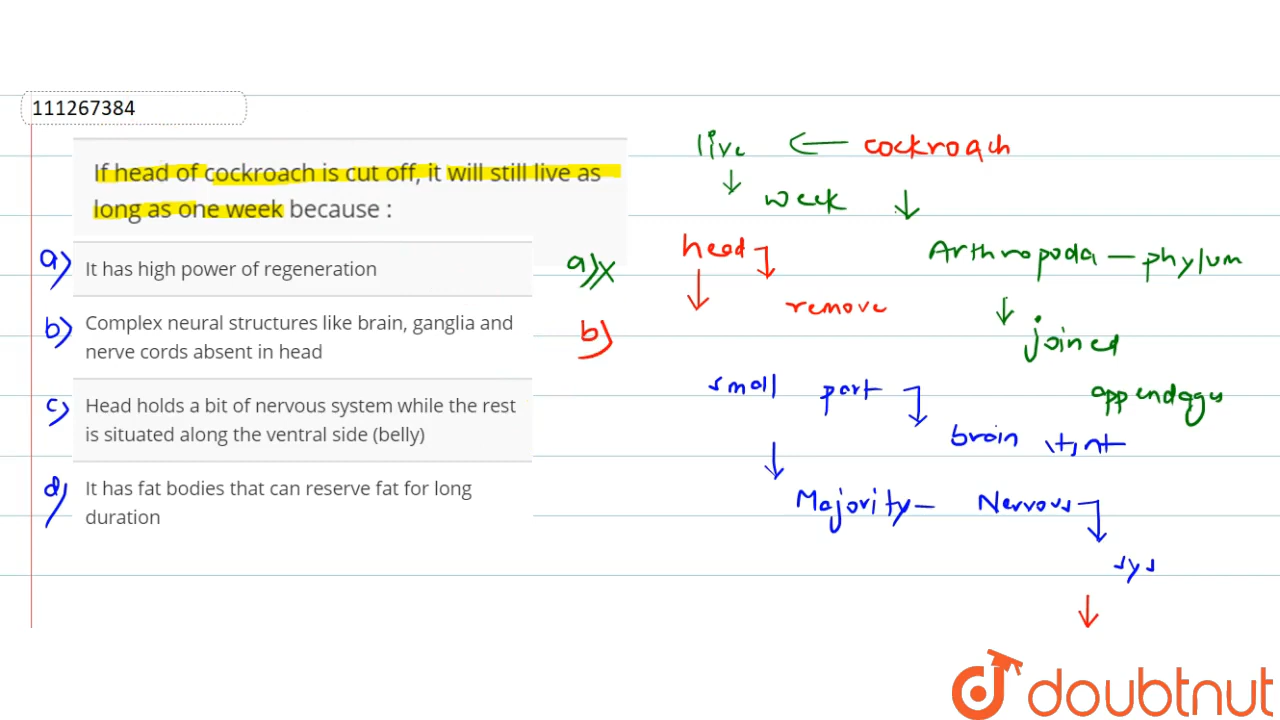 111267384
If head of cockroach is cut off, it will still live as
long as one week because :
a) It has high power of regeneration
b) Complex neural structures like brain, ganglia and
nerve cords absent in head
c) Head holds a bit of nervous system while the rest
is situated along the ventral side (belly)
d) It has fat bodies that can reserve fat for long
duration
a) x
b)
live ← cockroach
↓ week ↓
head
↓ remove
Arthropoda – phylum
↓ joined
appendages
small part
brain
↓ Majority – Nervous
sys
↓
doubtnut